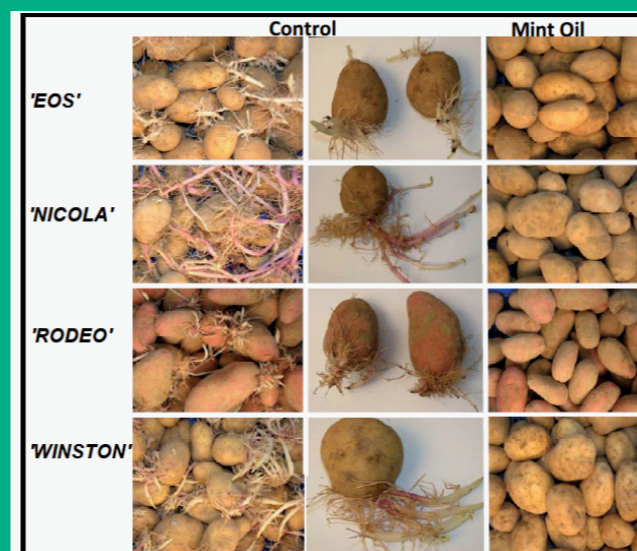 Control Mint Oil
'EOS'
'NICOLA'
'RODEO'
'WINSTON'